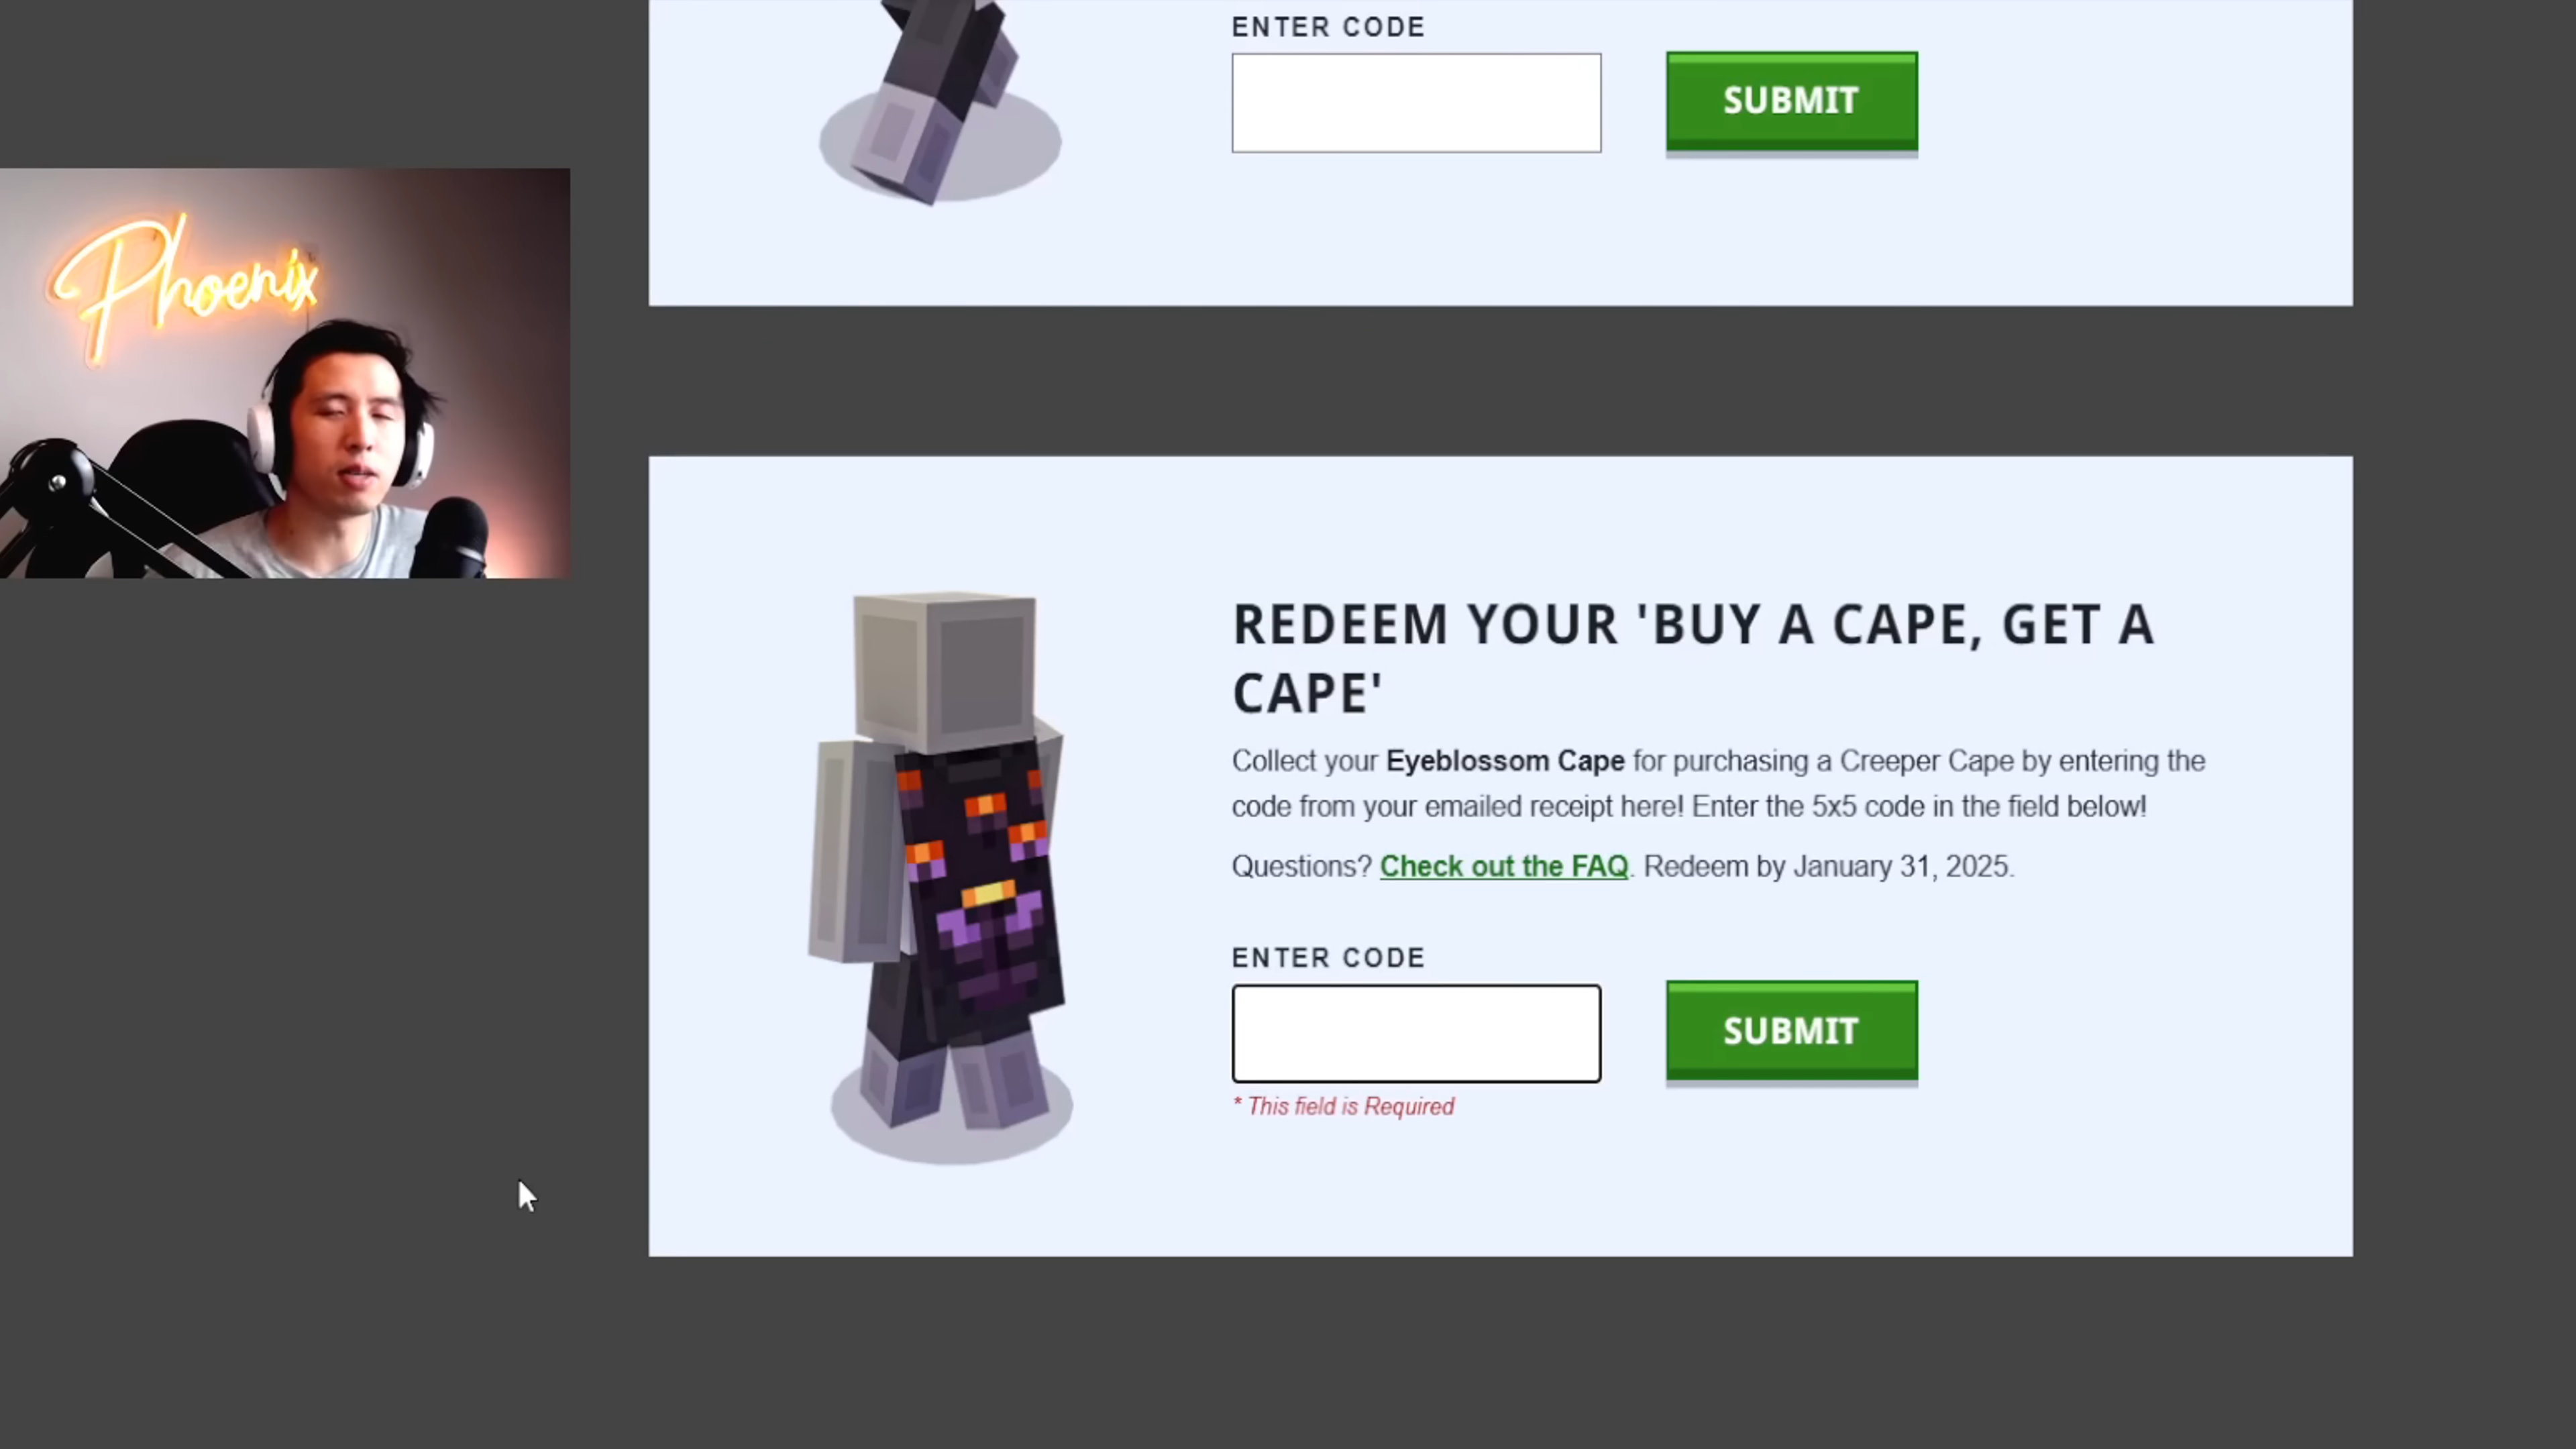 ENTER CODE
SUBMIT
Phoenix
REDEEM YOUR 'BUY A CAPE, GET A
CAPE'
Collect your Eyeblossom Cape for purchasing a Creeper Cape by entering the
code from your emailed receipt here! Enter the 5x5 code in the field below!
Questions? Check out the FAQ. Redeem by January 31, 2025.
ENTER CODE
SUBMIT
* This field is Required